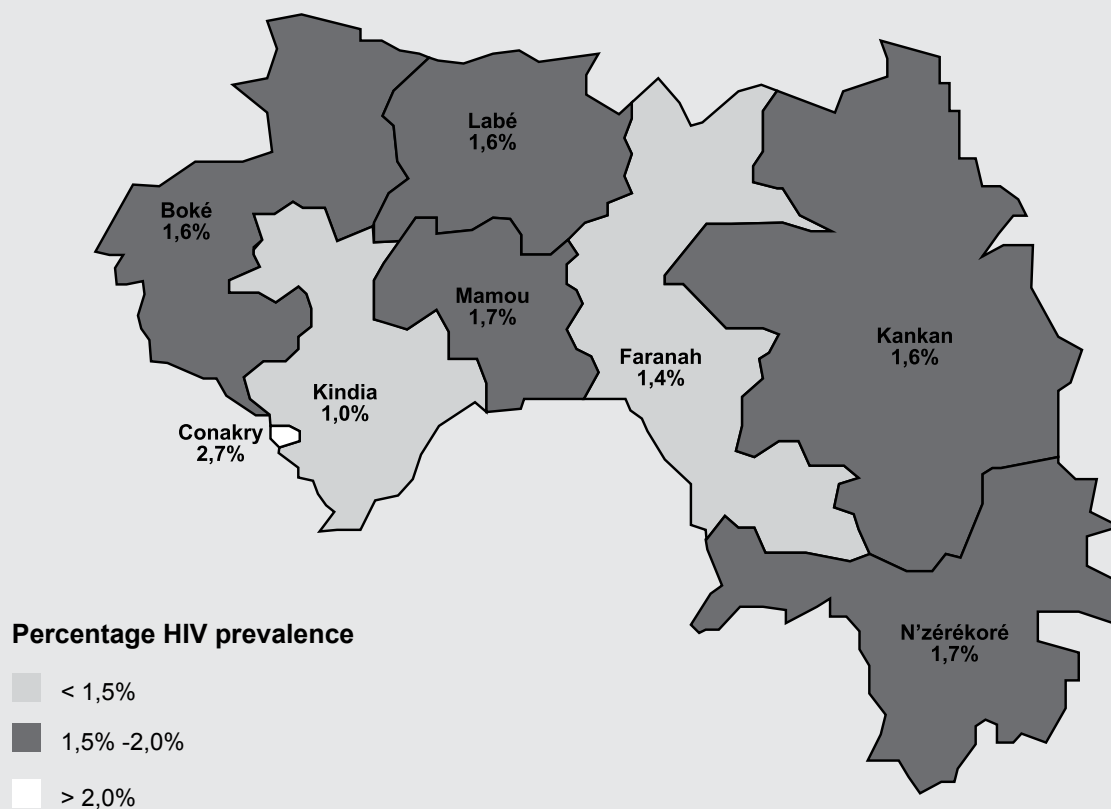 Labé
1,6%
Boké
1,6%
Mamou
1,7%
Kankan
1,6%
Faranah
1,4%
Kindia
1,0%
Conakry
2,7%
N’zérékoré
1,7%
Percentage HIV prevalence
< 1,5%
1,5% -2,0%
> 2,0%